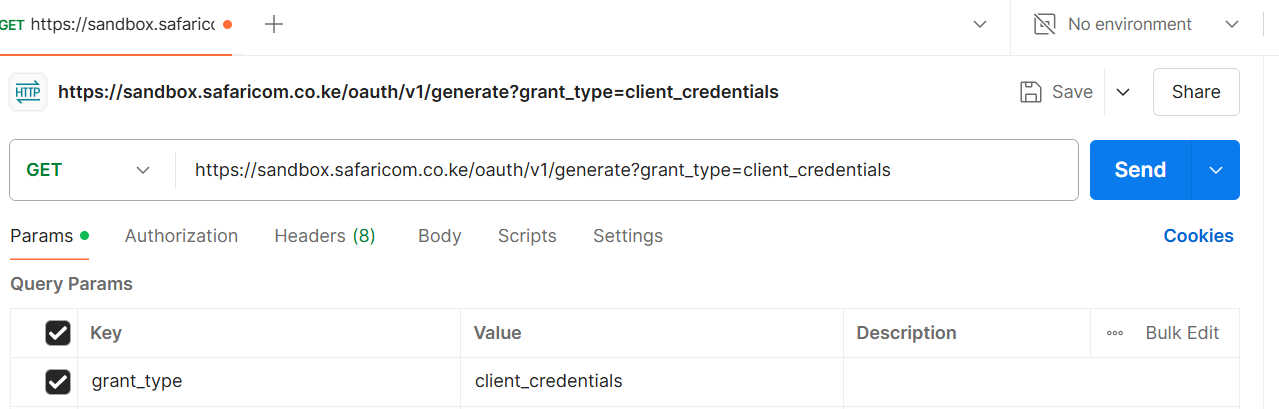 GET https://sandbox.safaric No environment
HTTP https://sandbox.safaricom.co.ke/oauth/v1/generate?grant_type=client_credentials Save Share
GET https://sandbox.safaricom.co.ke/oauth/v1/generate?grant_type=client_credentials Send
Params Authorization Headers (8) Body Scripts Settings Cookies
Query Params
Key Value Description Bulk Edit
grant_type client_credentials